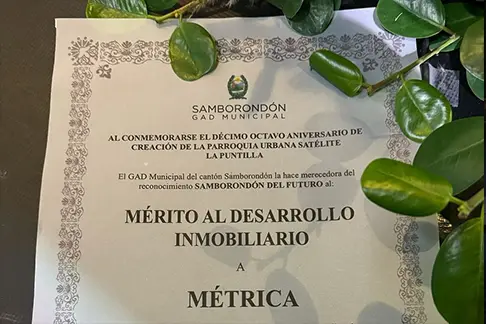 SAMBORONDÓN
GAD MUNICIPAL
AL CONMEMORARSE EL DÉCIMO OCTAVO ANIVERSARIO DE
CREACIÓN DE LA PARROQUIA URBANA SATÉLITE
LA PUNTILLA
El GAD Municipal del cantón Samborondón la hace merecedora del
reconocimiento SAMBORONDÓN DEL FUTURO al:
MÉRITO AL DESARROLLO
INMOBILIARIO
A
MÉTRICA